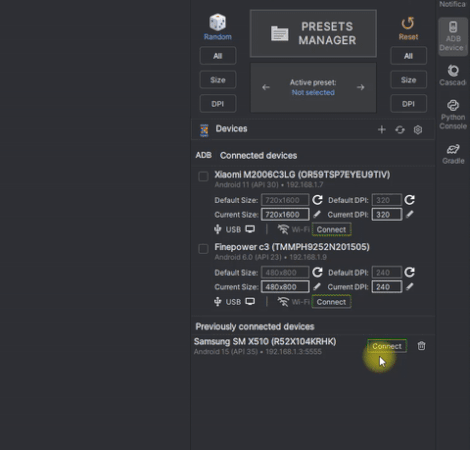 Notifica
Random
PRESETS
MANAGER
Reset
ADB
Device
All
All
Size
Active preset:
Not selected
Size
DPI
DPI
Cascad
Python
Console
Gradle
Devices
ADB Connected devices
Xiaomi M2006C3LG (OR59TSP7EYEU9TIV)
Android 11 (API 30) • 192.168.1.7
Default Size: 720x1600 Default DPI: 320
Current Size: 720x1600 Current DPI: 320
USB Wi-Fi Connect
Finepower c3 (TMMPH9252N201505)
Android 6.0 (API 23) • 192.168.1.9
Default Size: 480x800 Default DPI: 240
Current Size: 480x800 Current DPI: 240
USB Wi-Fi Connect
Previously connected devices
Samsung SM X510 (R52X104KRHK) Connect
Android 15 (API 35) • 192.168.1.3:5555